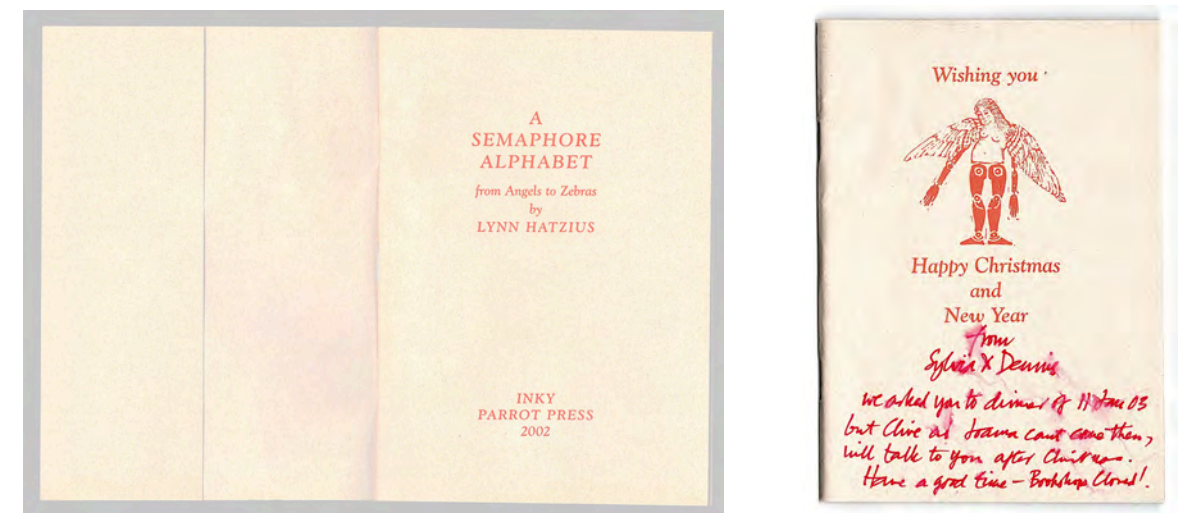 A
SEMAPHORE
ALPHABET
from Angels to Zebras
by
LYNN HATZIUS
INKY
PARROT PRESS
2002
Wishing you
Happy Christmas
and
New Year
from
Sylvia X Dennis
we asked you to dinner of 11 Jan 03
but Clive as Joanna cant come then,
will talk to you after Christmas.
Have a good time – Bookshops Closed!